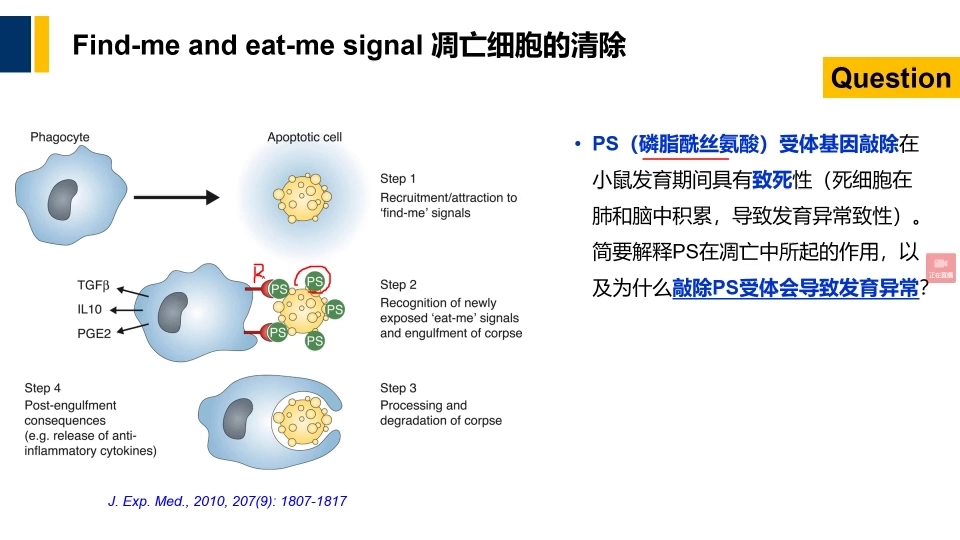 Find-me and eat-me signal 凋亡细胞的清除
Question
Phagocyte
Apoptotic cell
Step 1
Recruitment/attraction to
‘find-me’ signals
TGFβ
IL10
PGE2
R
PS
PS
PS
PS
PS
Step 2
Recognition of newly
exposed ‘eat-me’ signals
and engulfment of corpse
Step 4
Post-engulfment
consequences
(e.g. release of anti-
inflammatory cytokines)
Step 3
Processing and
degradation of corpse
J. Exp. Med., 2010, 207(9): 1807-1817
• PS（磷脂酰丝氨酸）受体基因敲除在
小鼠发育期间具有致死性（死细胞在
肺和脑中积累，导致发育异常致性）。
简要解释PS在凋亡中所起的作用，以
及为什么敲除PS受体会导致发育异常?
正在直播